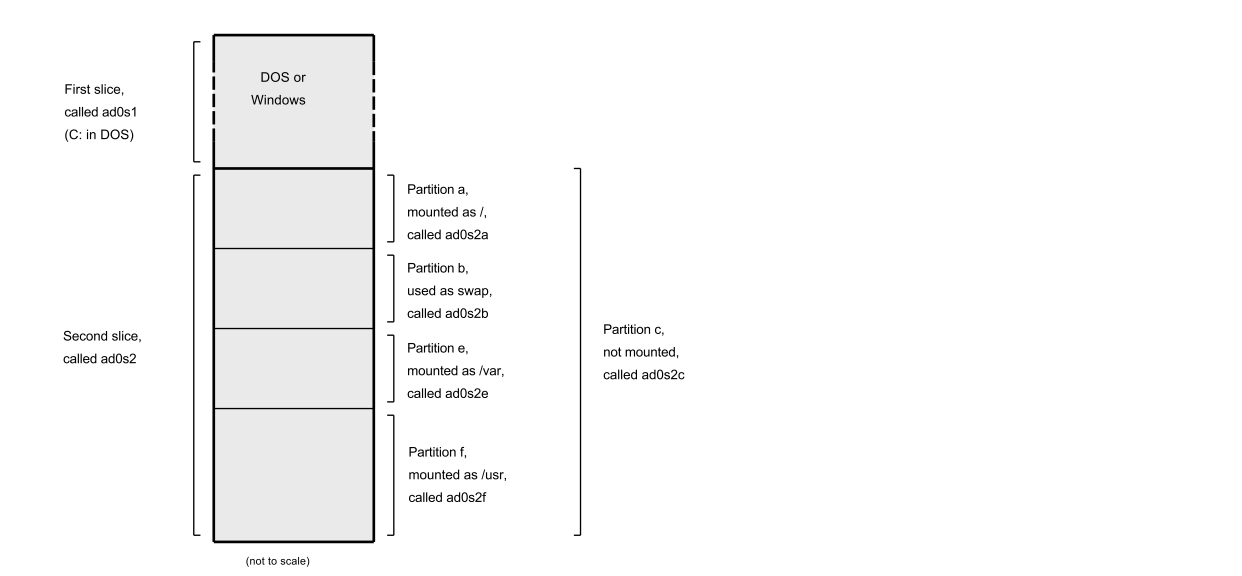 First slice,
called ad0s1
(C: in DOS)
DOS or
Windows
Second slice,
called ad0s2
Partition a,
mounted as /,
called ad0s2a
Partition b,
used as swap,
called ad0s2b
Partition e,
mounted as /var,
called ad0s2e
Partition f,
mounted as /usr,
called ad0s2f
Partition c,
not mounted,
called ad0s2c
(not to scale)